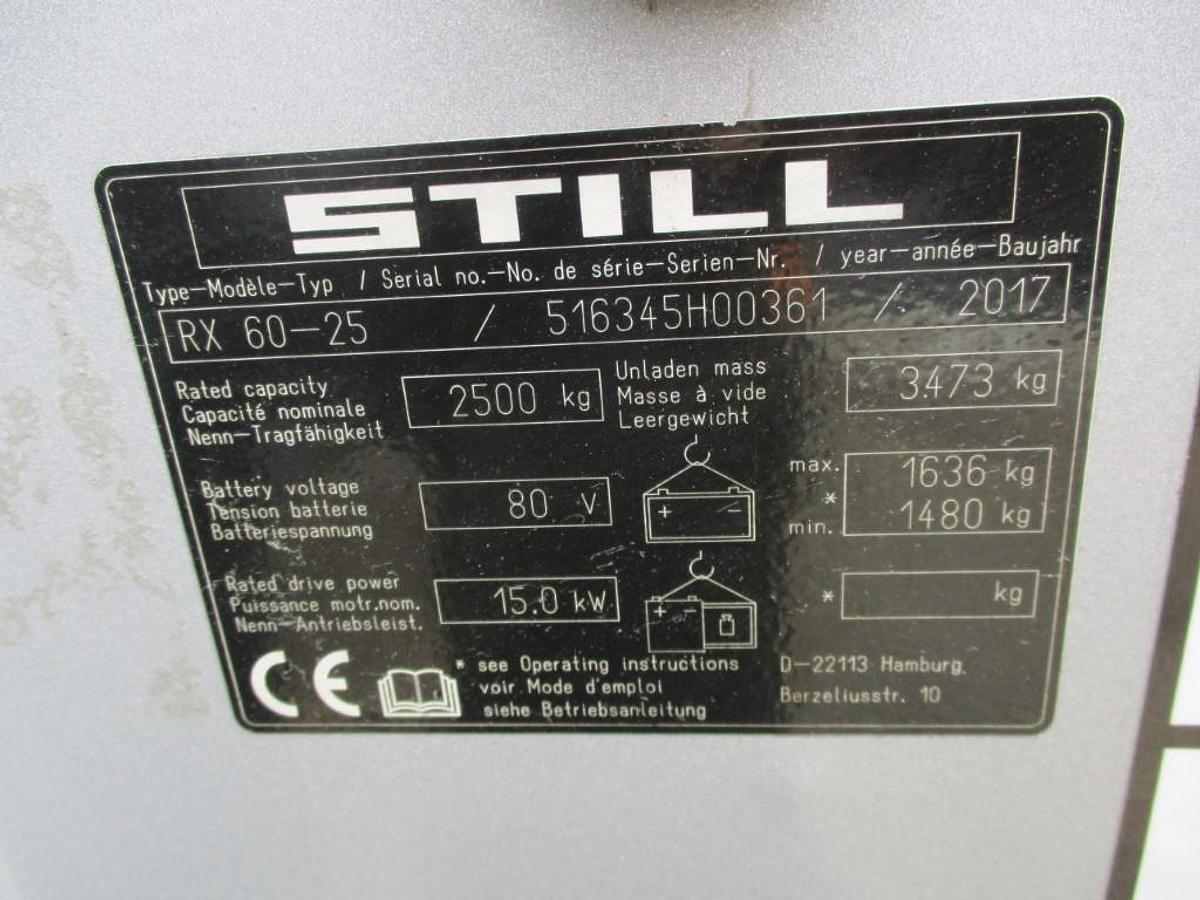 STILL
Type-Modèle-Typ / Serial no.-No. de série-Serien-Nr. / year-année-Baujahr
RX 60-25 / 516345H00361 / 2017
Rated capacity
Capacité nominale
Nenn-Tragfähigkeit
2500 kg
Unladen mass
Masse à vide
Leergewicht
3473 kg
Battery voltage
Tension batterie
Batteriespannung
80 V
+ -
max.
*
min.
1636 kg
1480 kg
Rated drive power
Puissance motr.nom.
Nenn-Antriebsleist.
15.0 kW
+ -
*
kg
CE
* see Operating instructions
voir Mode d'emploi
siehe Betriebsanleitung
D-22113 Hamburg.
Berzeliusstr. 10